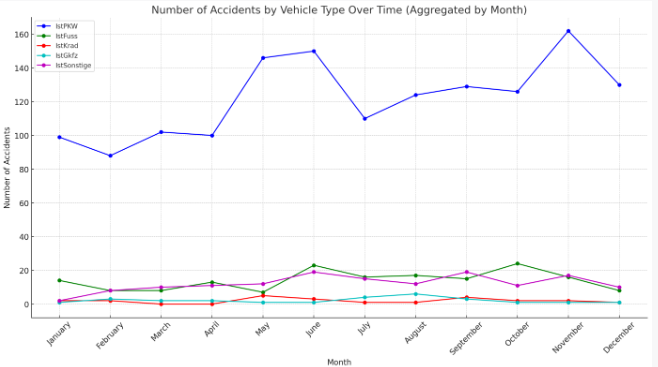 Number of Accidents by Vehicle Type Over Time (Aggregated by Month)
IstPKW
IstFuss
IstKrad
IstGkfz
IstSonstige
Number of Accidents
160
140
120
100
80
60
40
20
0
January
February
March
April
May
June
July
August
September
October
November
December
Month